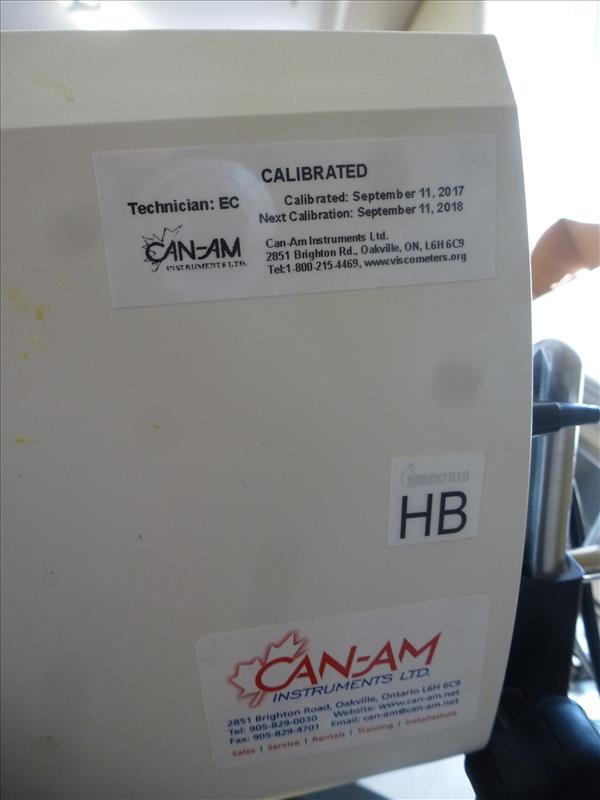 CALIBRATED
Technician: EC
Calibrated: September 11, 2017
Next Calibration: September 11, 2018
CAN-AM
INSTRUMENTS LTD.
Can-Am Instruments Ltd.
2851 Brighton Rd., Oakville, ON, L6H 6C9
Tel:1-800-215-4469, www.viscometers.org
BROOKFIELD
HB
CAN-AM
INSTRUMENTS LTD.
2851 Brighton Road, Oakville, Ontario L6H 6C9
Tel: 905-829-0030 Website: www.can-am.net
Fax: 905-829-4701 Email: can-am@can-am.net
Sales | Service | Rentals | Training | Installations